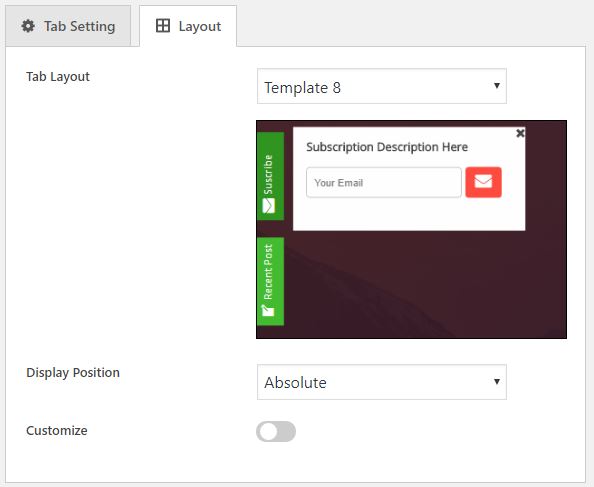 Tab Setting
Layout
Tab Layout
Template 8
Subscription Description Here
Your Email
Suscribe
Recent Post
Display Position
Absolute
Customize